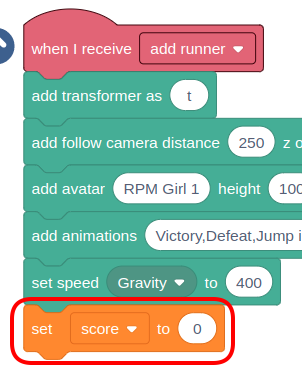 when I receive add runner
add transformer as t
add follow camera distance 250 z o
add avatar RPM Girl 1 height 100
add animations Victory,Defeat,Jump i
set speed Gravity to 400
set score to 0